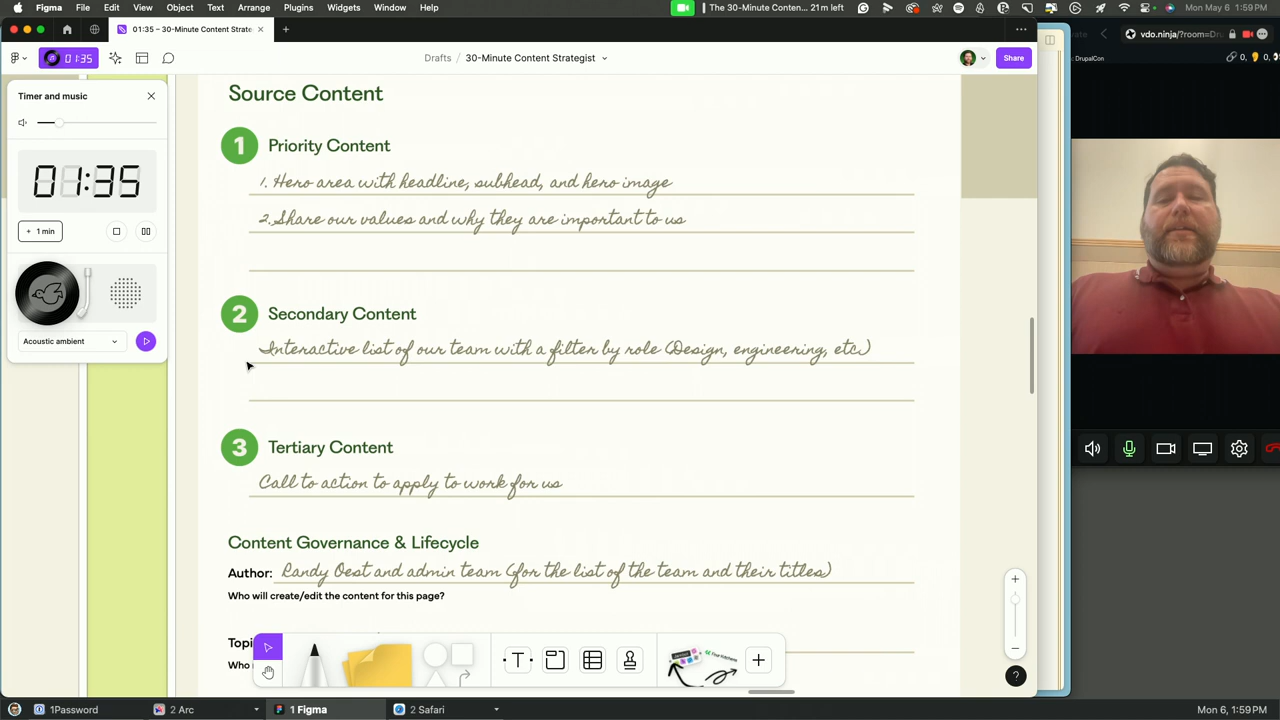 Figma File Edit View Object Text Arrange Plugins Widgets Window Help
The 30-Minute Conten... 2m left
Mon May 6 1:59 PM
01:35 – 30-Minute Content Strate
vdo.ninja/?room=Dru
01:35
Drafts / 30-Minute Content Strategist
Share
: DrupalCon
0, 0,
Timer and music
01:35
+ 1 min
Acoustic ambient
Source Content
1 Priority Content
1. Hero area with headline, subhead, and hero image
2. Share our values and why they are important to us
2 Secondary Content
Interactive list of our team with a filter by role (Design, engineering, etc.)
3 Tertiary Content
Call to action to apply to work for us
Content Governance & Lifecycle
Author: Randy Oest and admin team (for the list of the team and their titles)
Who will create/edit the content for this page?
Topi
Who
T
+
−
?
1Password
2 Arc
1 Figma
2 Safari
Mon 6, 1:59 PM